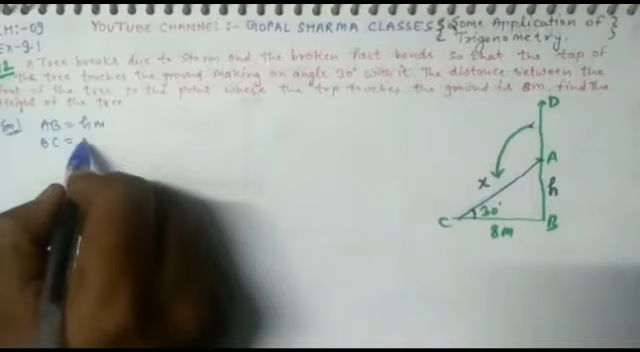 CH:-09 YOUTUBE CHANNEL:- GOPAL SHARMA CLASSES { Some Application of }
EX-9.1 { Trigonometry. }
A Tree breaks due to Storm and the broken Part bends So that the top of
The tree touches the ground making an angle 30° with it. The distance between the
foot of the tree to the point where the top touches the ground is 8m. find The
Height of the tree
Sol AB = h m
BC =
D
A
x
h
30°
C
B
8m